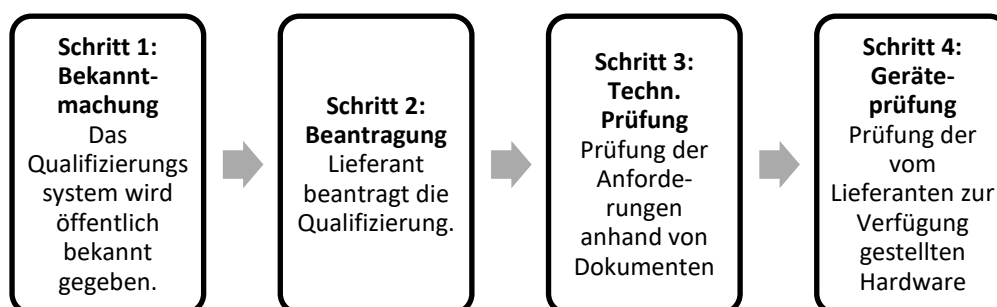 Schritt 1:
Bekannt-
machung
Das
Qualifizierungs
system wird
öffentlich
bekannt
gegeben.
Schritt 2:
Beantragung
Lieferant
beantragt die
Qualifizierung.
Schritt 3:
Techn.
Prüfung
Prüfung der
Anforde-
rungen
anhand von
Dokumenten
Schritt 4:
Geräte-
prüfung
Prüfung der
vom
Lieferanten zur
Verfügung
gestellten
Hardware